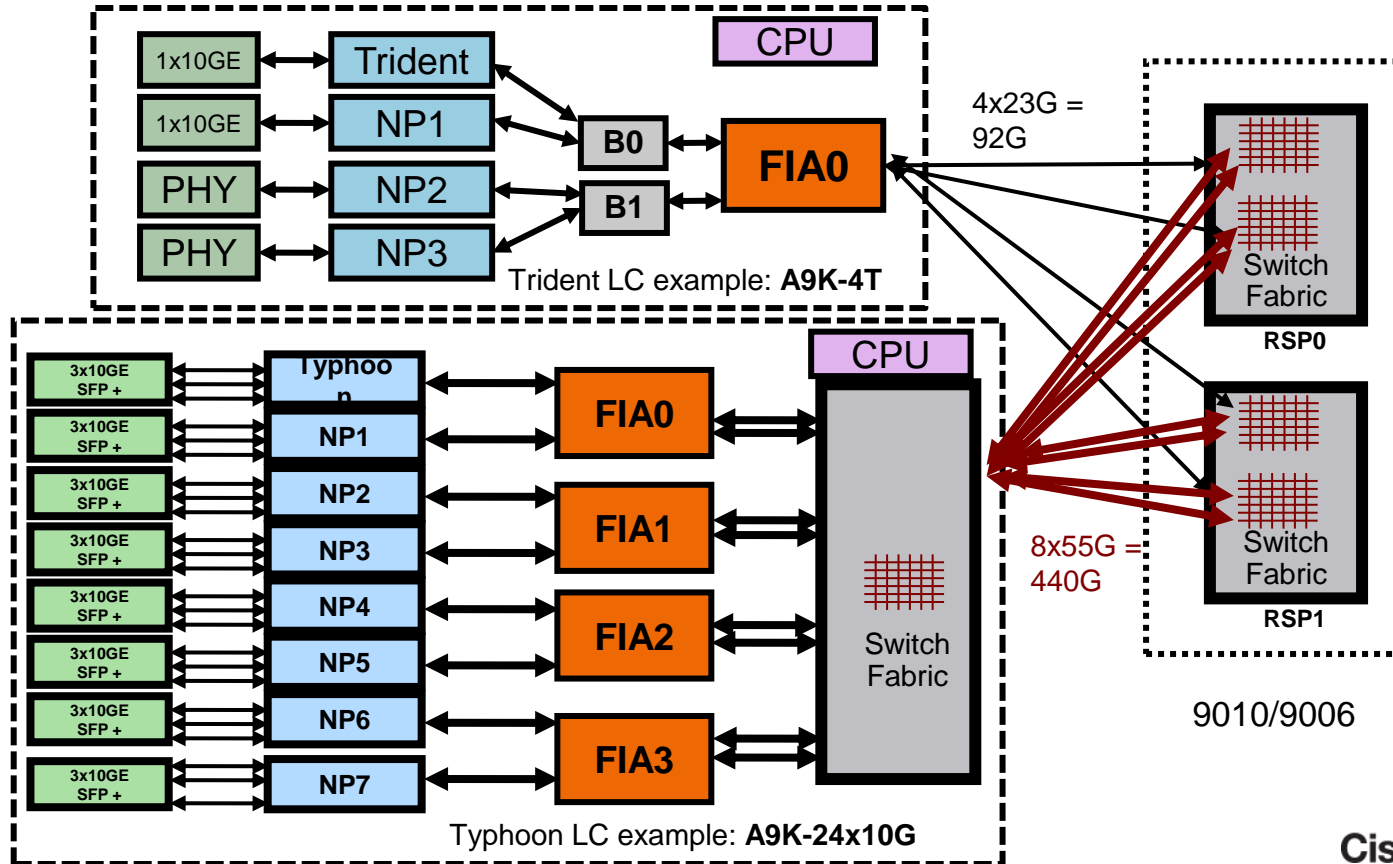 CPU
1x10GE
Trident
1x10GE
NP1
PHY
NP2
PHY
NP3
B0
B1
FIA0
Trident LC example: A9K-4T
4x23G =
92G
Switch
Fabric
RSP0
CPU
3x10GE
SFP +
Typhoo
n
3x10GE
SFP +
NP1
3x10GE
SFP +
NP2
3x10GE
SFP +
NP3
3x10GE
SFP +
NP4
3x10GE
SFP +
NP5
3x10GE
SFP +
NP6
3x10GE
SFP +
NP7
FIA0
FIA1
FIA2
FIA3
Switch
Fabric
Typhoon LC example: A9K-24x10G
8x55G =
440G
Switch
Fabric
RSP1
9010/9006
Cis